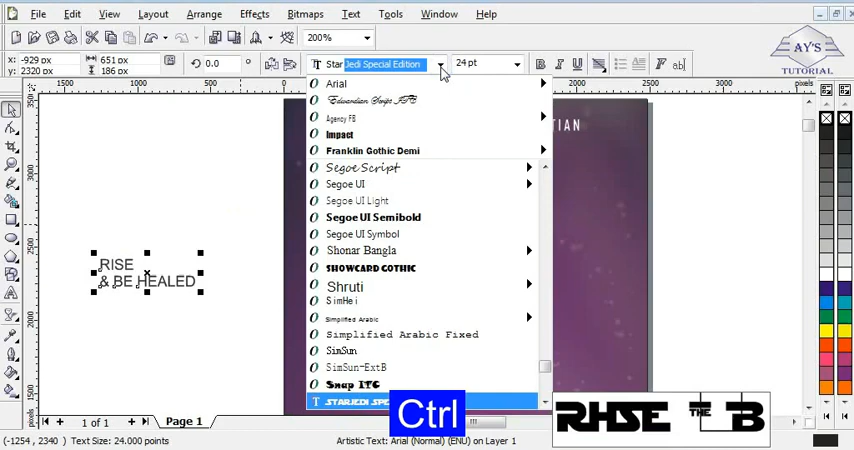 File Edit View Layout Arrange Effects Bitmaps Text Tools Window Help
200%
AY'S
TUTORIAL
x: -929 px
y: 2320 px
651 px
186 px
0.0
Star Jedi Special Edition
24 pt
B I U F ab
1500 1000 500 2000 2500 pixels
3500
3000
2500
2000
1500
Arial
Edwardian Script ITC
Agency FB
Impact
Franklin Gothic Demi
Segoe Script
Segoe UI
Segoe UI Light
Segoe UI Semibold
Segoe UI Symbol
Shonar Bangla
SHOWCARD GOTHIC
Shruti
SimHei
Simplified Arabic
Simplified Arabic Fixed
SimSun
SimSun-ExtB
Snap ITC
STARJEDI SPE
TIAN
RISE
& BE HEALED
Ctrl
RHSE THE B
1 of 1
Page 1
(-1254, 2340 ) Text Size: 24.000 points
Artistic Text: Arial (Normal) (ENU) on Layer 1